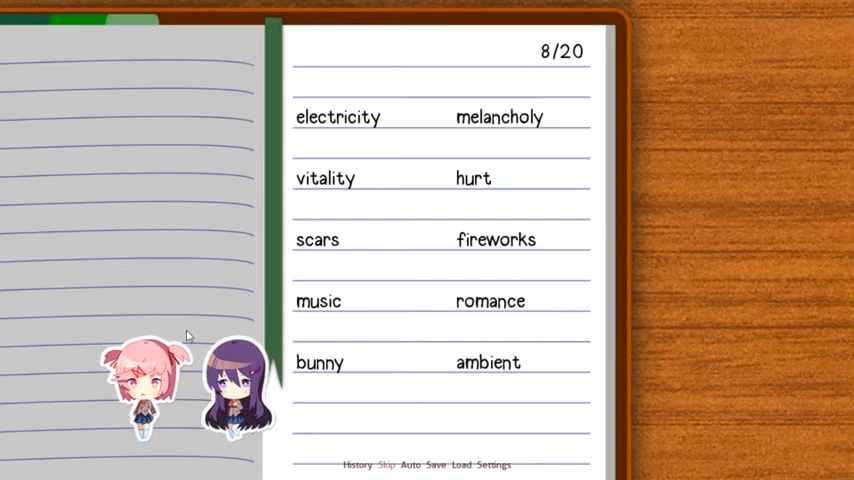 8/20
electricity melancholy
vitality hurt
scars fireworks
music romance
bunny ambient
History Skip Auto Save Load Settings